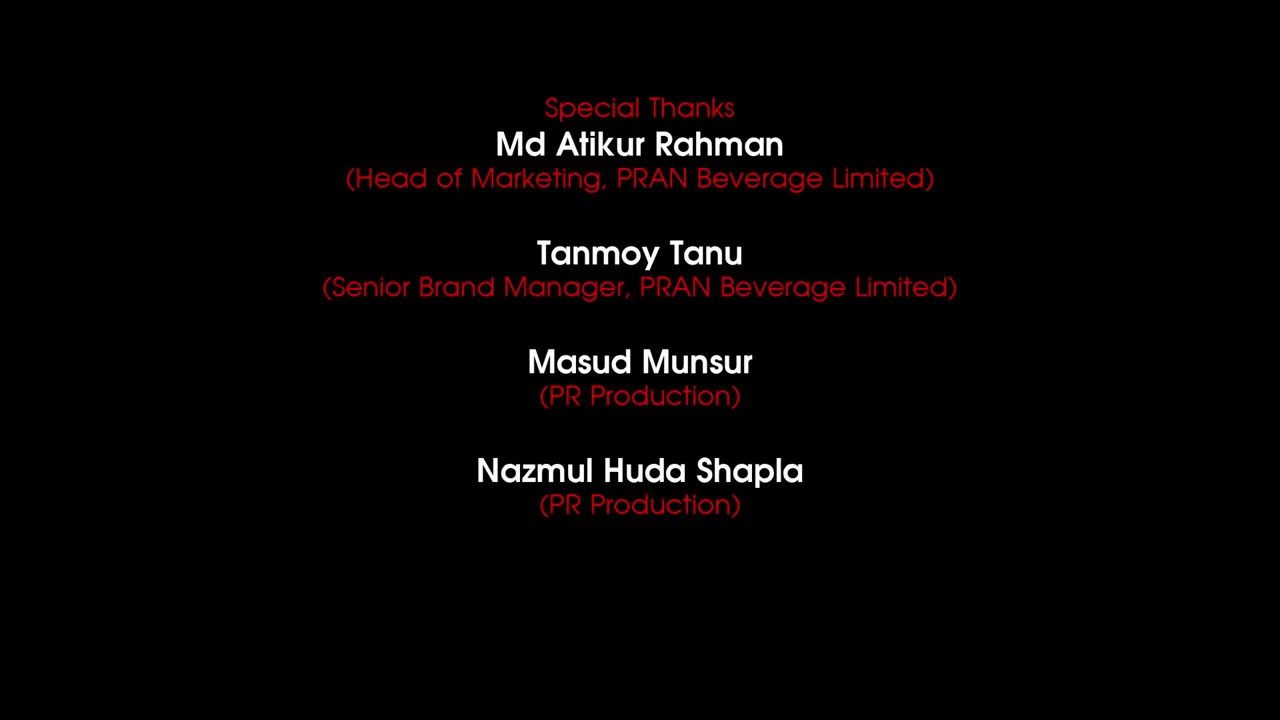 Special Thanks
Md Atikur Rahman
(Head of Marketing, PRAN Beverage Limited)
Tanmoy Tanu
(Senior Brand Manager, PRAN Beverage Limited)
Masud Munsur
(PR Production)
Nazmul Huda Shapla
(PR Production)